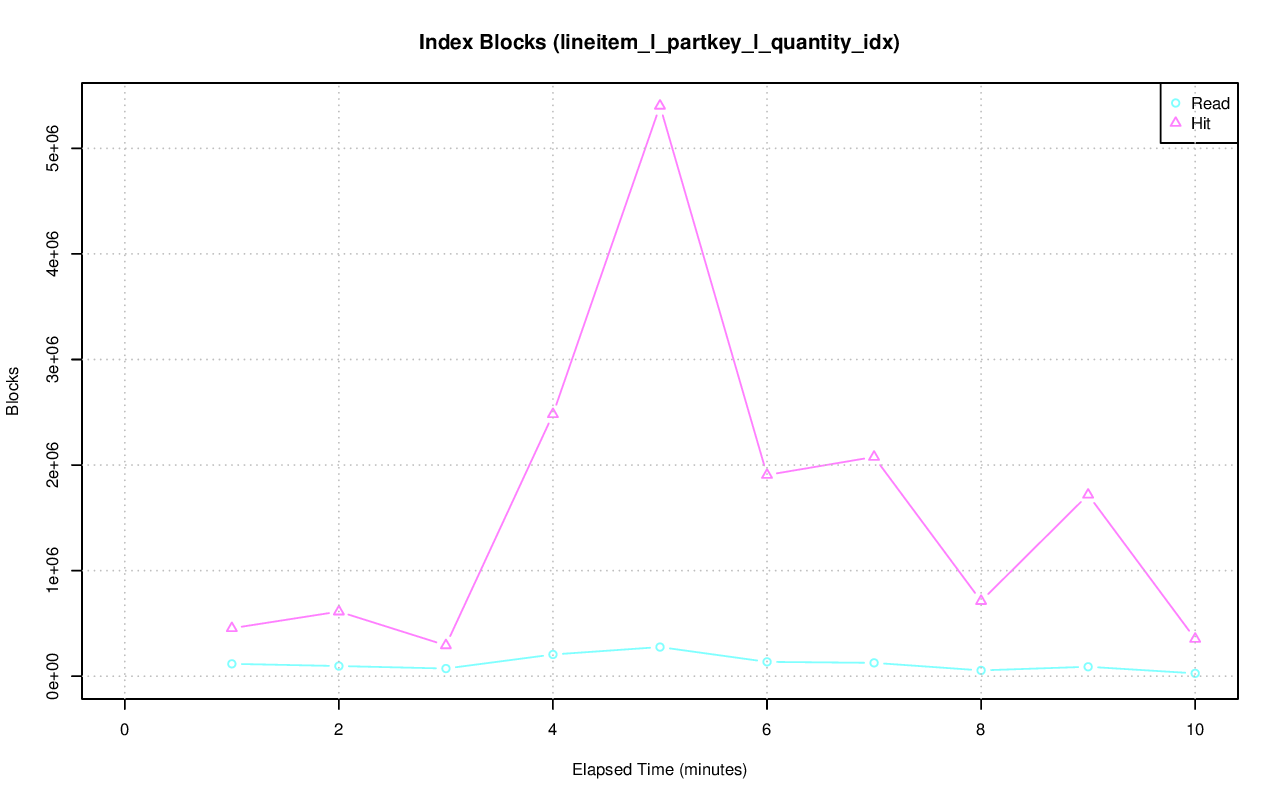 Index Blocks (lineitem_l_partkey_l_quantity_idx)
Read
Hit
5e+06
4e+06
3e+06
2e+06
1e+06
0e+00
Blocks
0 2 4 6 8 10
Elapsed Time (minutes)